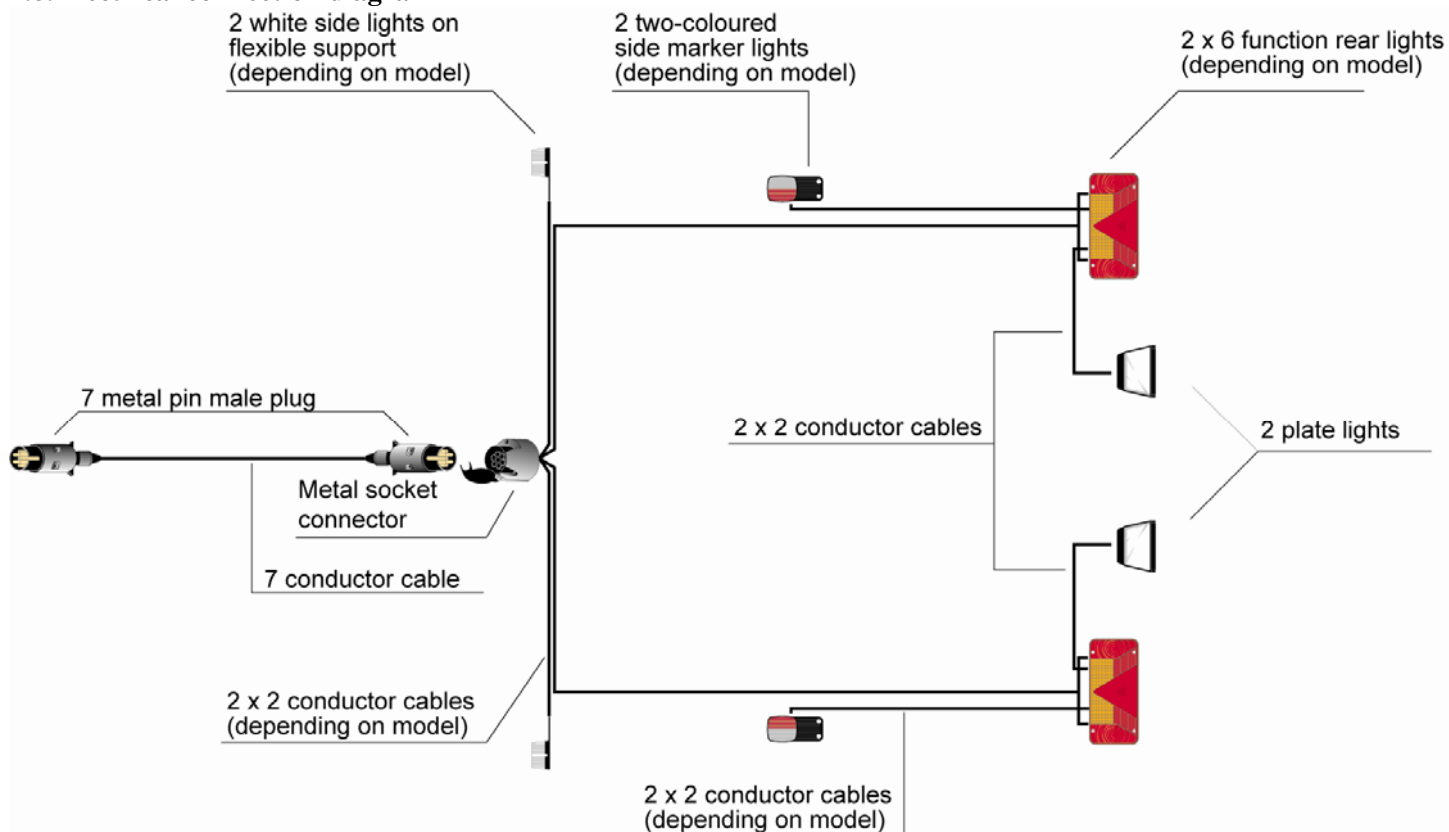 2 white side lights on
flexible support
(depending on model)
2 two-coloured
side marker lights
(depending on model)
2 x 6 function rear lights
(depending on model)
7 metal pin male plug
2 x 2 conductor cables
2 plate lights
Metal socket
connector
7 conductor cable
2 x 2 conductor cables
(depending on model)
2 x 2 conductor cables
(depending on model)